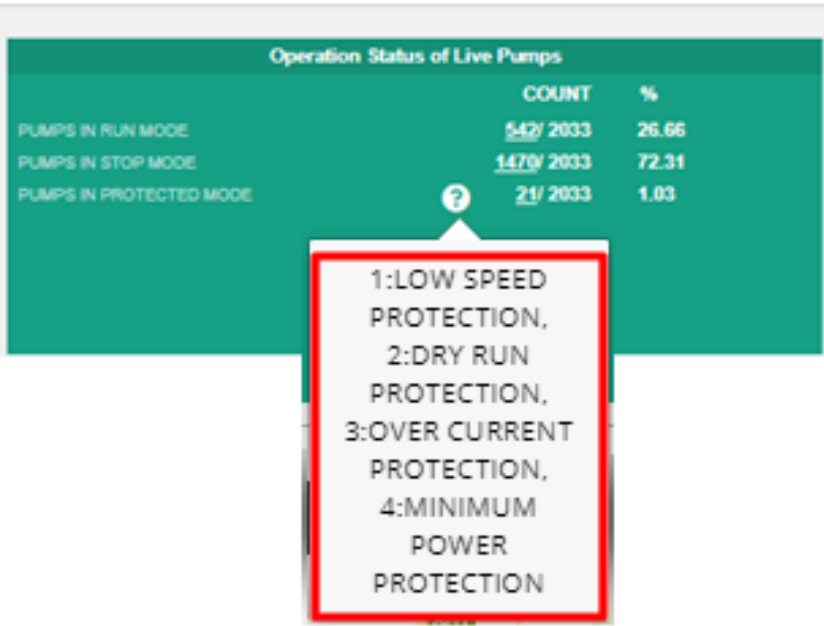 Operation Status of Live Pumps
COUNT %
PUMPS IN RUN MODE 542/ 2033 26.66
PUMPS IN STOP MODE 1470/ 2033 72.31
PUMPS IN PROTECTED MODE ? 21/ 2033 1.03
1:LOW SPEED
PROTECTION,
2:DRY RUN
PROTECTION,
3:OVER CURRENT
PROTECTION,
4:MINIMUM
POWER
PROTECTION